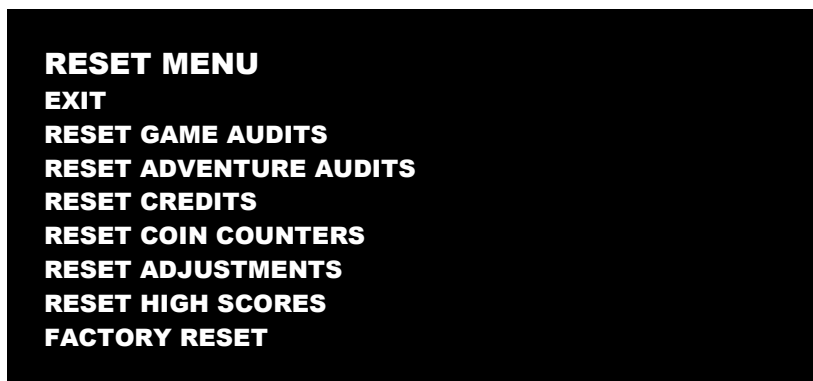 RESET MENU
EXIT
RESET GAME AUDITS
RESET ADVENTURE AUDITS
RESET CREDITS
RESET COIN COUNTERS
RESET ADJUSTMENTS
RESET HIGH SCORES
FACTORY RESET